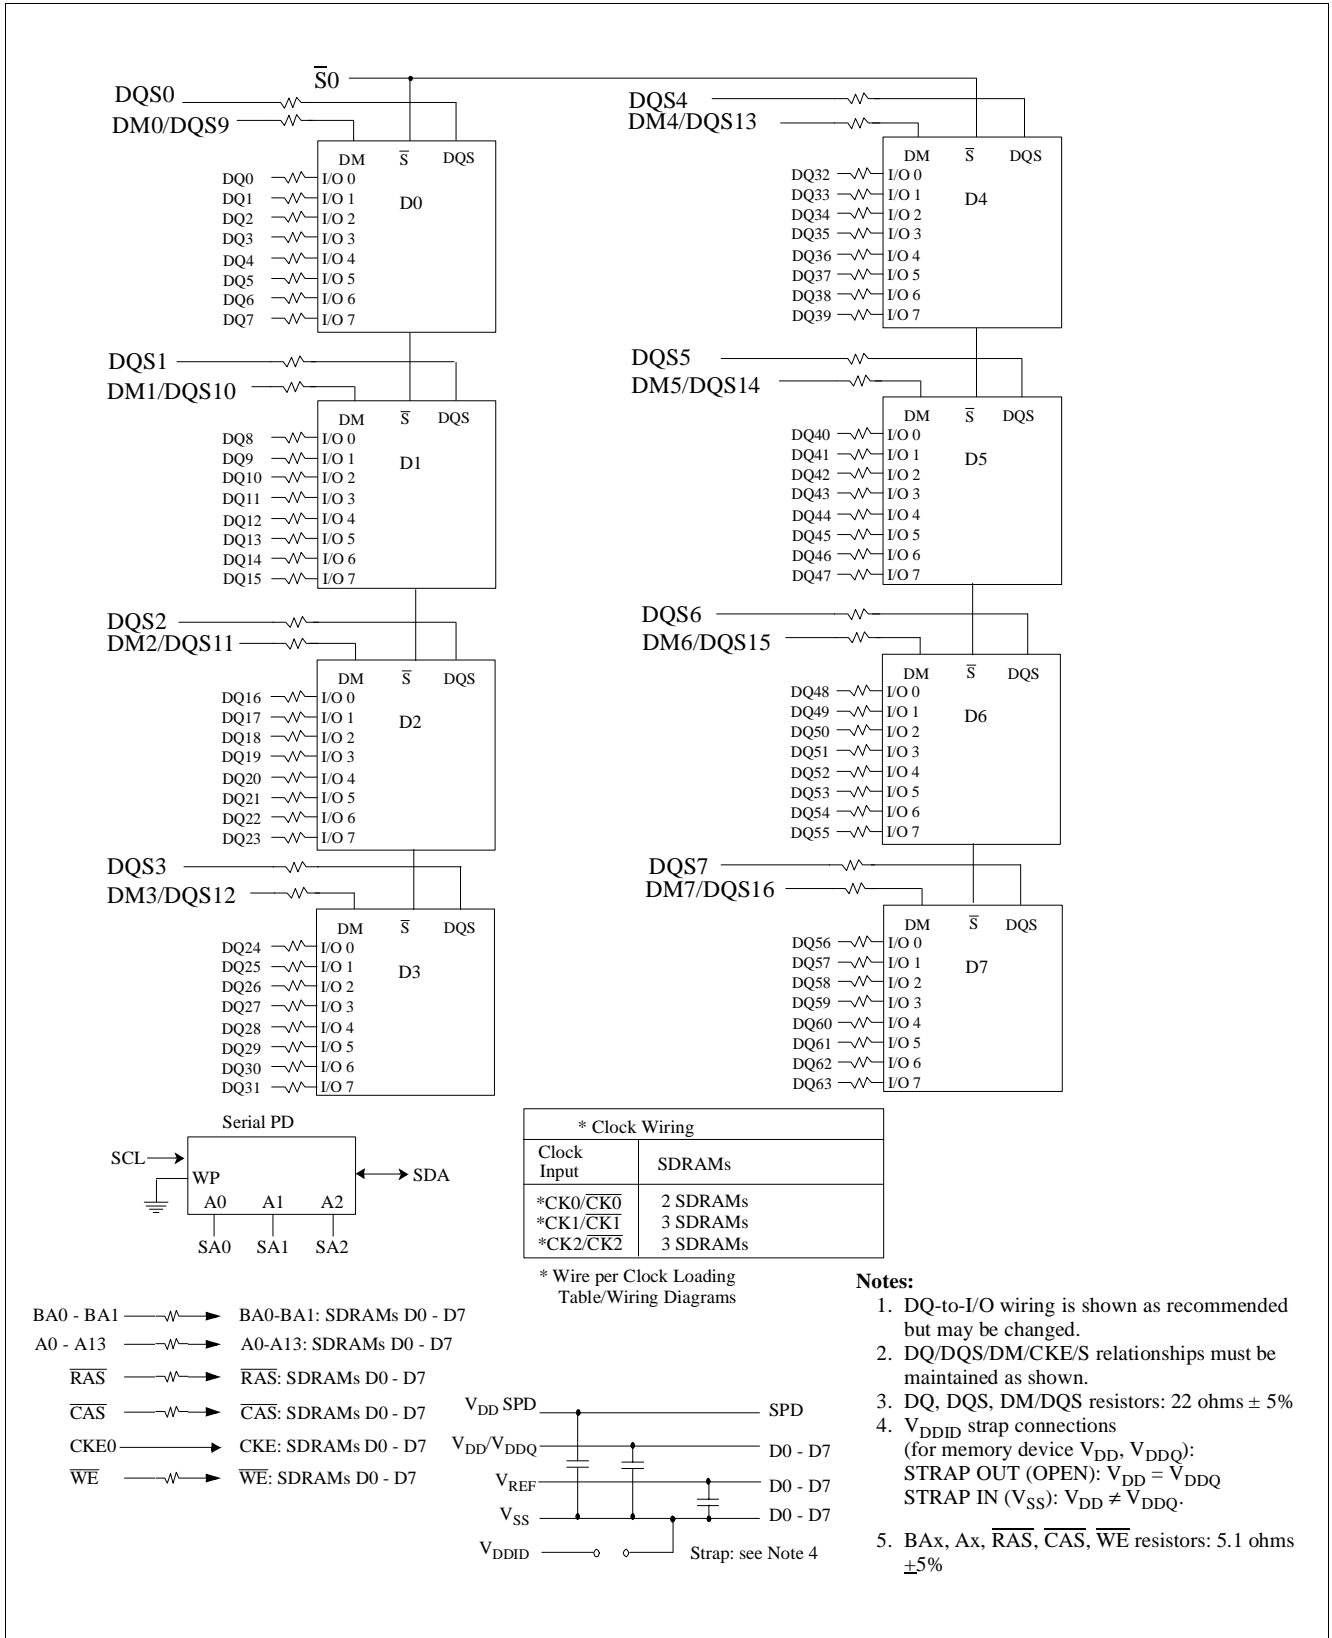 S̅0
DQS0
DM0/DQS9
DM S̅ DQS
D0
DQ0 I/O 0
DQ1 I/O 1
DQ2 I/O 2
DQ3 I/O 3
DQ4 I/O 4
DQ5 I/O 5
DQ6 I/O 6
DQ7 I/O 7
DQS1
DM1/DQS10
DM S̅ DQS
D1
DQ8 I/O 0
DQ9 I/O 1
DQ10 I/O 2
DQ11 I/O 3
DQ12 I/O 4
DQ13 I/O 5
DQ14 I/O 6
DQ15 I/O 7
DQS2
DM2/DQS11
DM S̅ DQS
D2
DQ16 I/O 0
DQ17 I/O 1
DQ18 I/O 2
DQ19 I/O 3
DQ20 I/O 4
DQ21 I/O 5
DQ22 I/O 6
DQ23 I/O 7
DQS3
DM3/DQS12
DM S̅ DQS
D3
DQ24 I/O 0
DQ25 I/O 1
DQ26 I/O 2
DQ27 I/O 3
DQ28 I/O 4
DQ29 I/O 5
DQ30 I/O 6
DQ31 I/O 7
DQS4
DM4/DQS13
DM S̅ DQS
D4
DQ32 I/O 0
DQ33 I/O 1
DQ34 I/O 2
DQ35 I/O 3
DQ36 I/O 4
DQ37 I/O 5
DQ38 I/O 6
DQ39 I/O 7
DQS5
DM5/DQS14
DM S̅ DQS
D5
DQ40 I/O 0
DQ41 I/O 1
DQ42 I/O 2
DQ43 I/O 3
DQ44 I/O 4
DQ45 I/O 5
DQ46 I/O 6
DQ47 I/O 7
DQS6
DM6/DQS15
DM S̅ DQS
D6
DQ48 I/O 0
DQ49 I/O 1
DQ50 I/O 2
DQ51 I/O 3
DQ52 I/O 4
DQ53 I/O 5
DQ54 I/O 6
DQ55 I/O 7
DQS7
DM7/DQS16
DM S̅ DQS
D7
DQ56 I/O 0
DQ57 I/O 1
DQ58 I/O 2
DQ59 I/O 3
DQ60 I/O 4
DQ61 I/O 5
DQ62 I/O 6
DQ63 I/O 7
Serial PD
SCL
WP
SDA
A0 A1 A2
SA0 SA1 SA2
* Clock Wiring
Clock Input SDRAMs
*CK0/C̅K̅0̅ 2 SDRAMs
*CK1/C̅K̅1̅ 3 SDRAMs
*CK2/C̅K̅2̅ 3 SDRAMs
* Wire per Clock Loading
Table/Wiring Diagrams
BA0 - BA1 BA0-BA1: SDRAMs D0 - D7
A0 - A13 A0-A13: SDRAMs D0 - D7
R̅A̅S̅ R̅A̅S̅: SDRAMs D0 - D7
C̅A̅S̅ C̅A̅S̅: SDRAMs D0 - D7
CKE0 CKE: SDRAMs D0 - D7
W̅E̅ W̅E̅: SDRAMs D0 - D7
VDD SPD SPD
VDD/VDDQ D0 - D7
VREF D0 - D7
VSS D0 - D7
VDDID Strap: see Note 4
Notes:
1. DQ-to-I/O wiring is shown as recommended
but may be changed.
2. DQ/DQS/DM/CKE/S relationships must be
maintained as shown.
3. DQ, DQS, DM/DQS resistors: 22 ohms ± 5%
4. VDDID strap connections
(for memory device VDD, VDDQ):
STRAP OUT (OPEN): VDD = VDDQ
STRAP IN (VSS): VDD ≠ VDDQ.
5. BAx, Ax, R̅A̅S̅, C̅A̅S̅, W̅E̅ resistors: 5.1 ohms
±5%